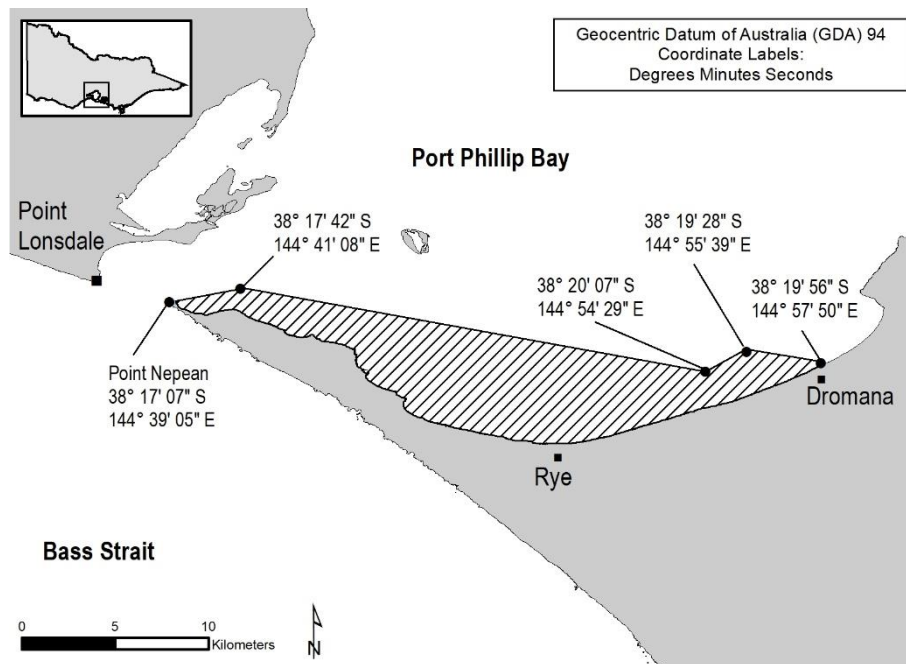 Geocentric Datum of Australia (GDA) 94
Coordinate Labels:
Degrees Minutes Seconds
Port Phillip Bay
Point
Lonsdale
38° 17' 42" S
144° 41' 08" E
38° 19' 28" S
144° 55' 39" E
38° 20' 07" S
144° 54' 29" E
38° 19' 56" S
144° 57' 50" E
Point Nepean
38° 17' 07" S
144° 39' 05" E
Dromana
Rye
Bass Strait
0
5
10
Kilometers
N